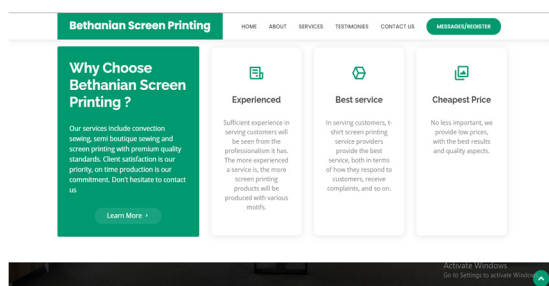 Bethanian Screen Printing
HOME ABOUT SERVICES TESTIMONIES CONTACT US MESSAGES/REGISTER
Why Choose
Bethanian Screen
Printing ?
Our services include convection
sewing, semi boutique sewing and
screen printing with premium quality
standards. Client satisfaction is our
priority, on time production is our
commitment. Don't hesitate to contact
us
Learn More ›
Experienced
Sufficient experience in
serving customers will
be seen from the
professionalism it has.
The more experienced
a service is, the more
screen printing
products will be
produced with various
motifs.
Best service
In serving customers, t-
shirt screen printing
service providers
provide the best
service, both in terms
of how they respond to
customers, receive
complaints, and so on.
Cheapest Price
No less important, we
provide low prices,
with the best results
and quality aspects.
Activate Windows
Go to Settings to activate Windows